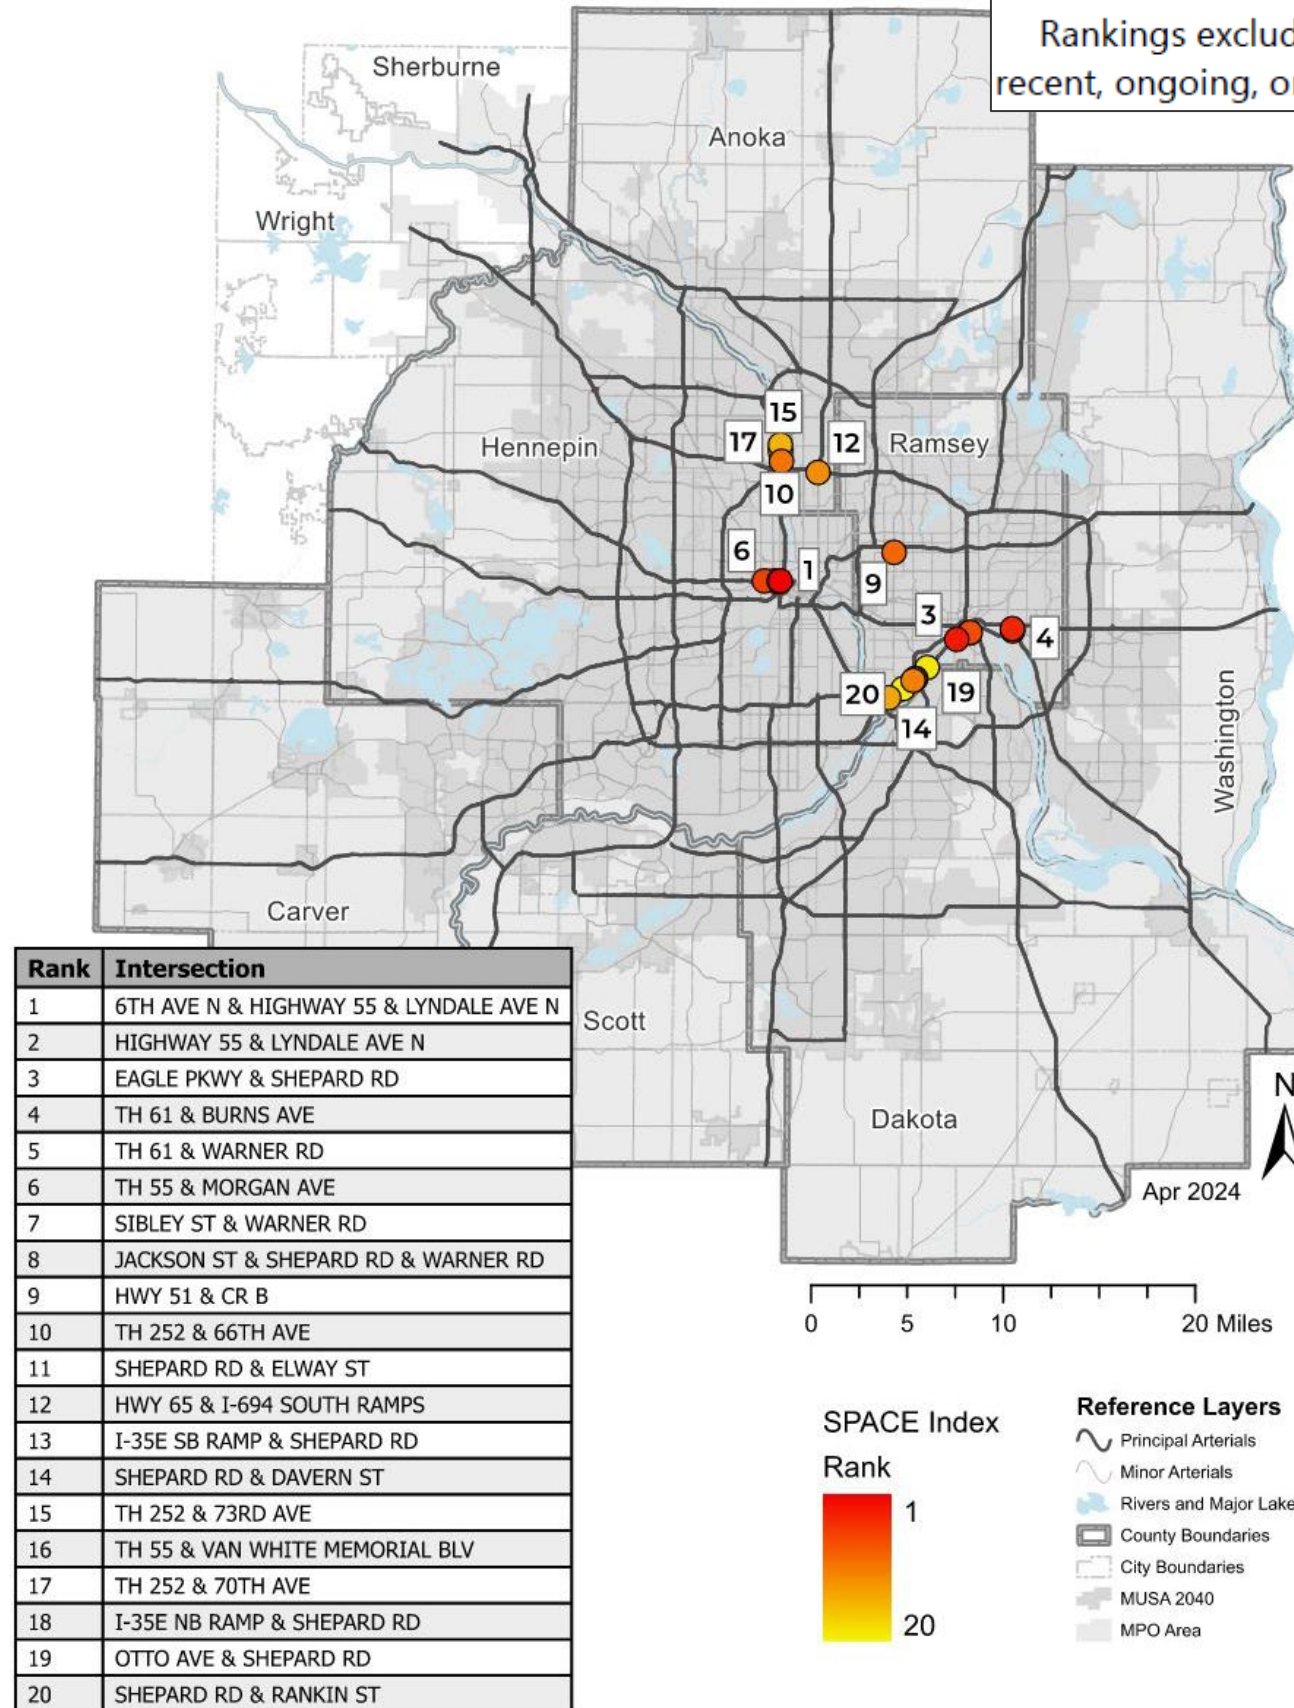 Rankings exclud
recent, ongoing, o
Sherburne
Anoka
Wright
Hennepin
Ramsey
15
17
12
10
6
1
9
3
4
20
19
14
Washington
Carver
Scott
Dakota
Rank Intersection
1 6TH AVE N & HIGHWAY 55 & LYNDALE AVE N
2 HIGHWAY 55 & LYNDALE AVE N
3 EAGLE PKWY & SHEPARD RD
4 TH 61 & BURNS AVE
5 TH 61 & WARNER RD
6 TH 55 & MORGAN AVE
7 SIBLEY ST & WARNER RD
8 JACKSON ST & SHEPARD RD & WARNER RD
9 HWY 51 & CR B
10 TH 252 & 66TH AVE
11 SHEPARD RD & ELWAY ST
12 HWY 65 & I-694 SOUTH RAMPS
13 I-35E SB RAMP & SHEPARD RD
14 SHEPARD RD & DAVERN ST
15 TH 252 & 73RD AVE
16 TH 55 & VAN WHITE MEMORIAL BLV
17 TH 252 & 70TH AVE
18 I-35E NB RAMP & SHEPARD RD
19 OTTO AVE & SHEPARD RD
20 SHEPARD RD & RANKIN ST
N
Apr 2024
0 5 10 20 Miles
SPACE Index
Rank
1
20
Reference Layers
Principal Arterials
Minor Arterials
Rivers and Major Lake
County Boundaries
City Boundaries
MUSA 2040
MPO Area